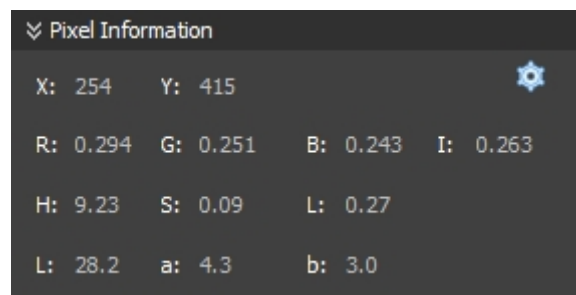 Pixel Information
X: 254 Y: 415
R: 0.294 G: 0.251 B: 0.243 I: 0.263
H: 9.23 S: 0.09 L: 0.27
L: 28.2 a: 4.3 b: 3.0